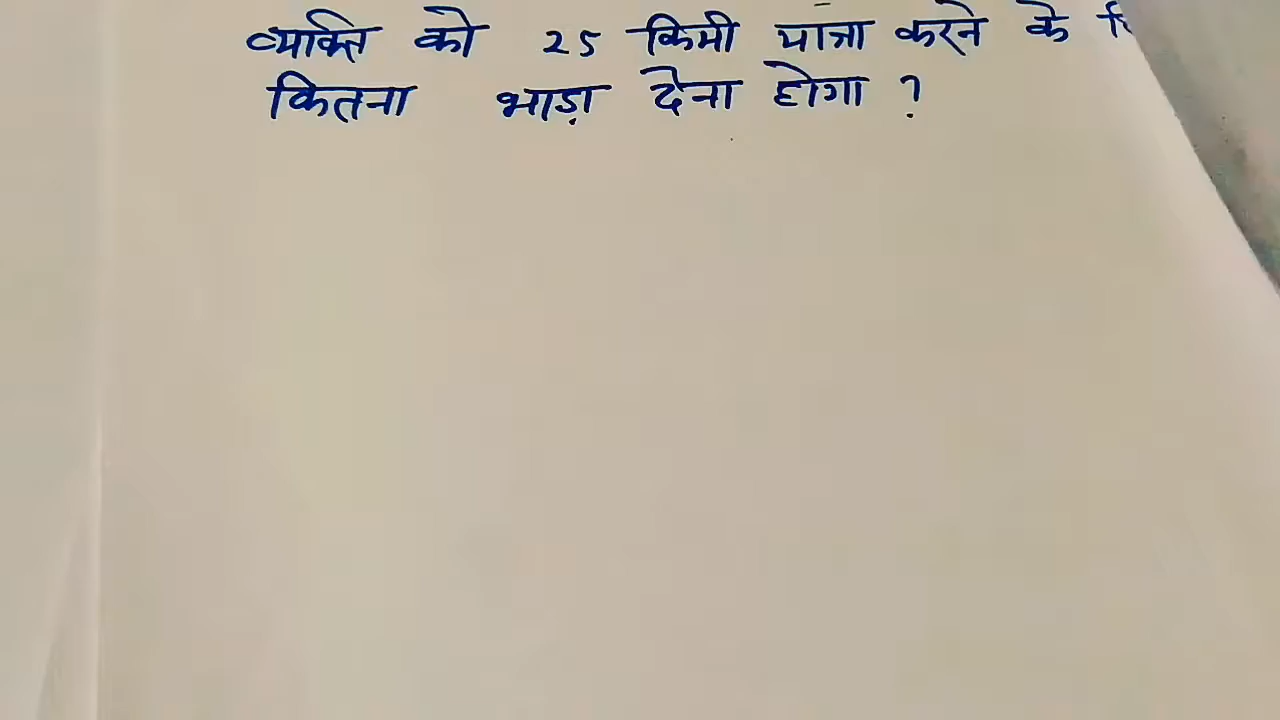 व्यक्ति को 25 किमी यात्रा करने के
कितना भाड़ा देना होगा ?